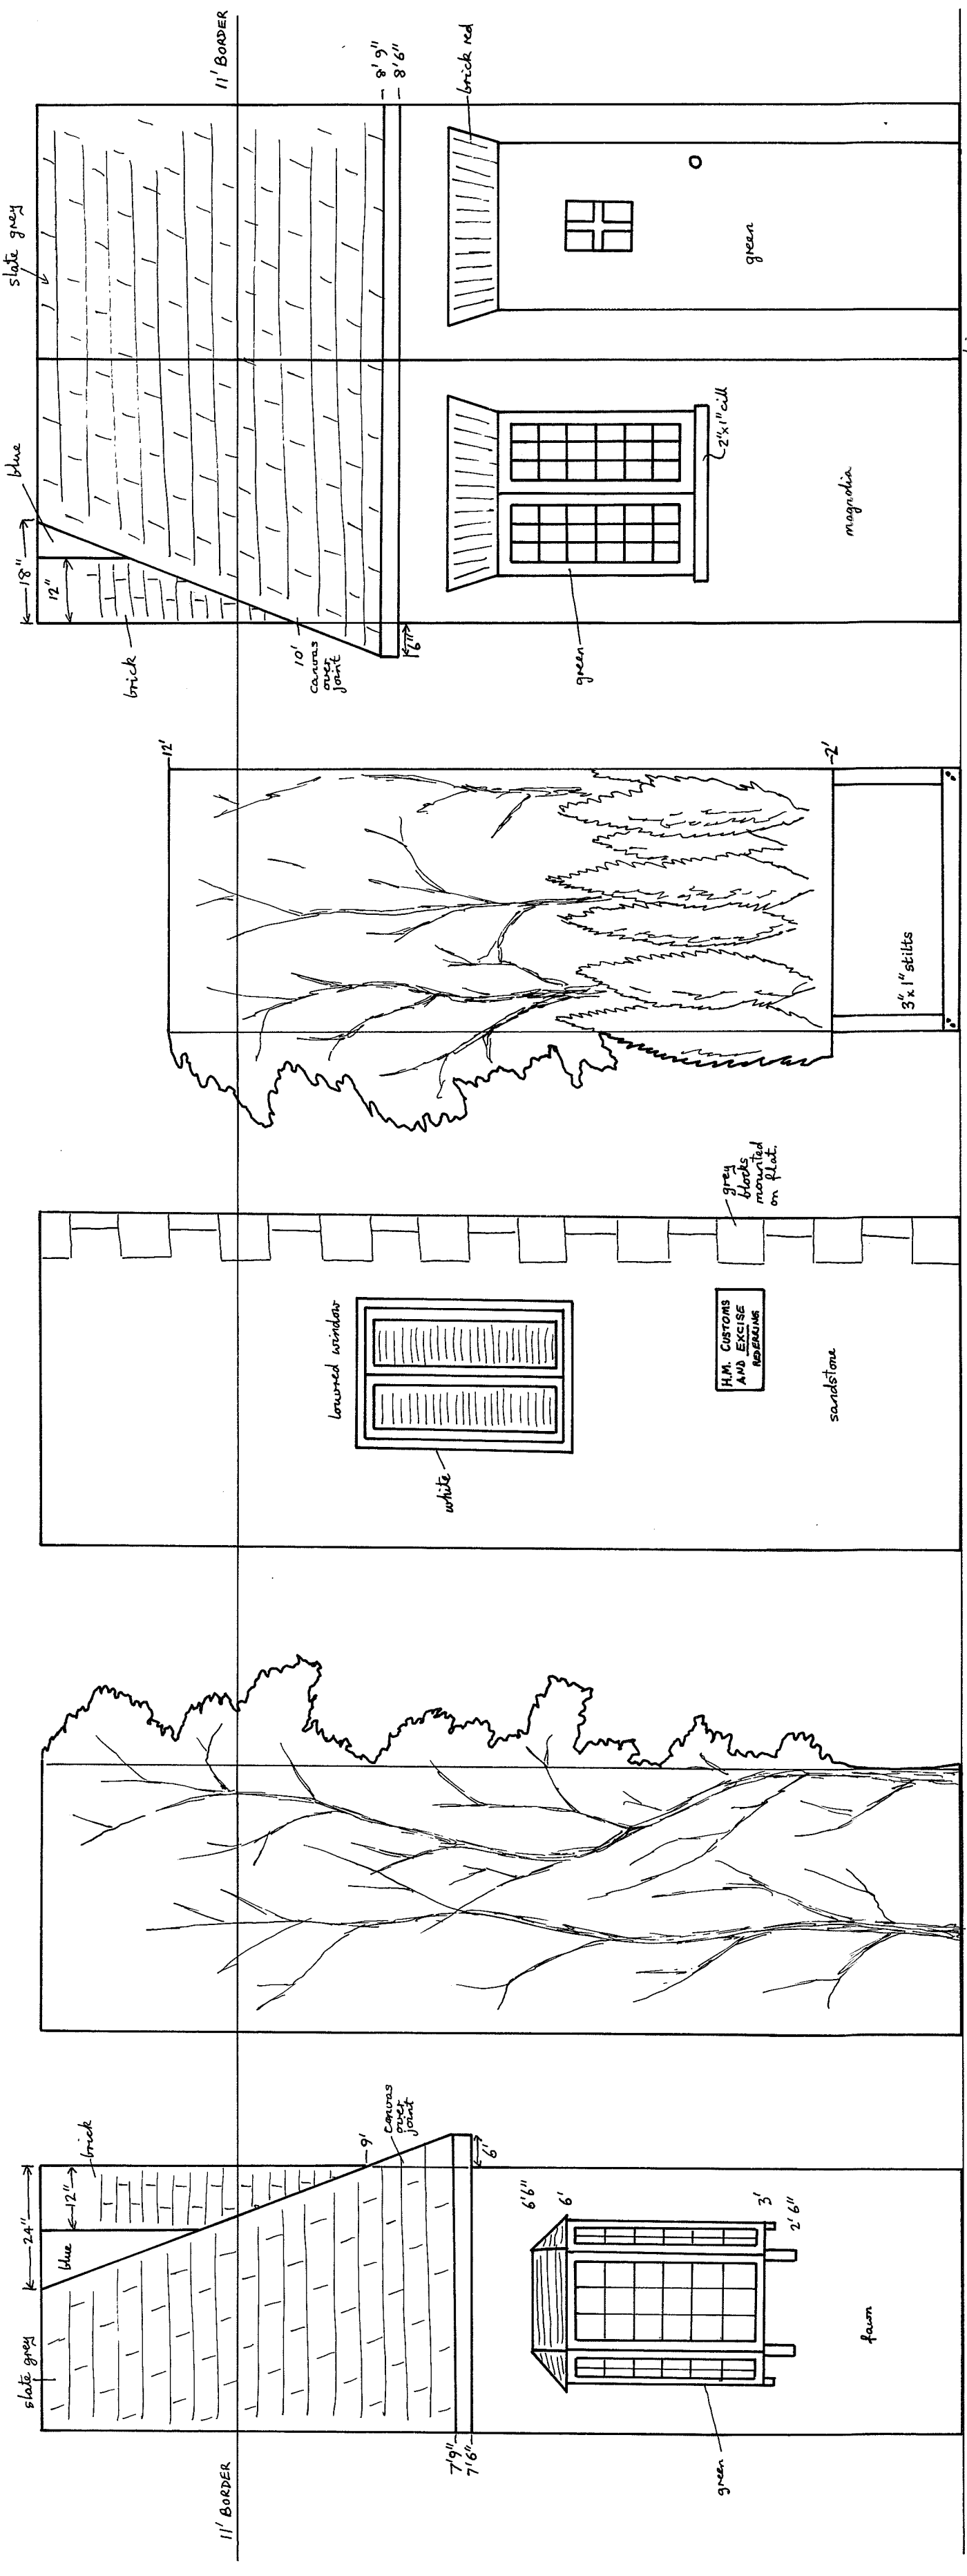 11' BORDER
slate grey
24"
12"
blue
brick
9'
canvas
over
joint
6'
7'9"
7'6"
6'6"
6'
3'
2'6"
green
fawn
louvred window
white
H.M. CUSTOMS
AND EXCISE
REDERRING
sandstone
grey
blocks
mounted
on flat.
12'
2'
3"x1" stilts
18"
12"
blue
slate grey
brick
10'
canvas
over
joint
6"
green
2"x1" cill
magnolia
11' BORDER
8'9"
8'6"
brick red
green